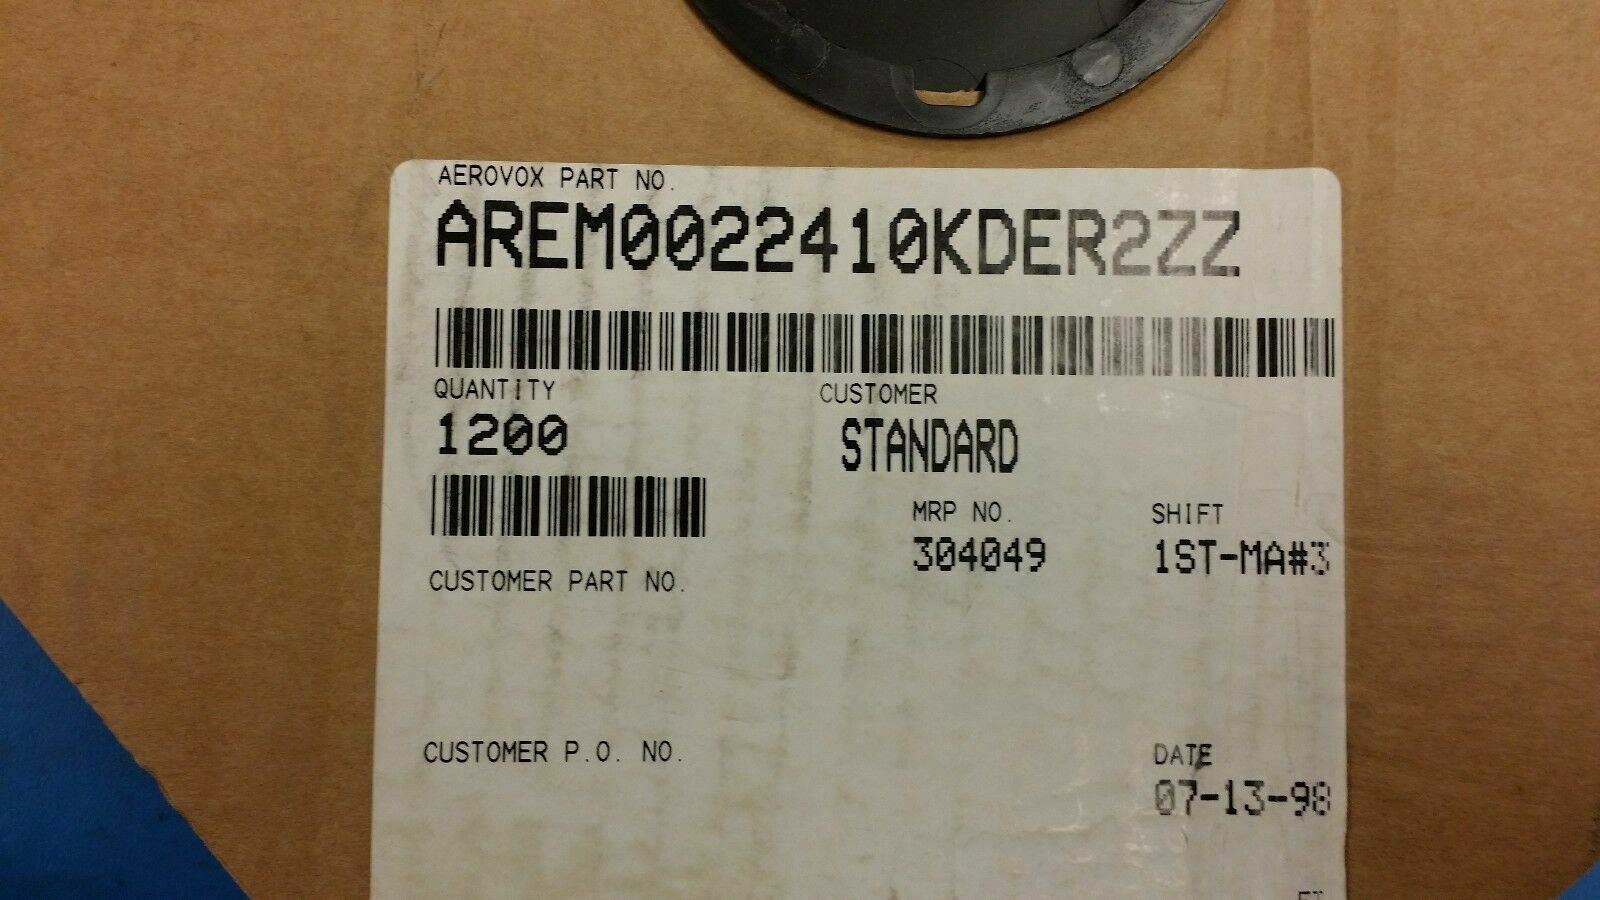 AEROVOX PART NO.
AREM0022410KDER2ZZ
QUANTITY
1200
CUSTOMER
STANDARD
MRP NO.
304049
SHIFT
1ST-MA#3
CUSTOMER PART NO.
CUSTOMER P.O. NO.
DATE
07-13-98